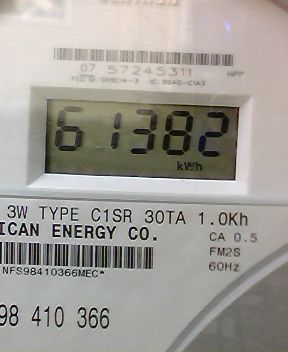 07 57245311 HPP
61382
kWh
3W TYPE C1SR 30TA 1.0Kh
ICAN ENERGY CO.
CA 0.5
FM2S
60Hz
NFS98410366MEC*
98 410 366